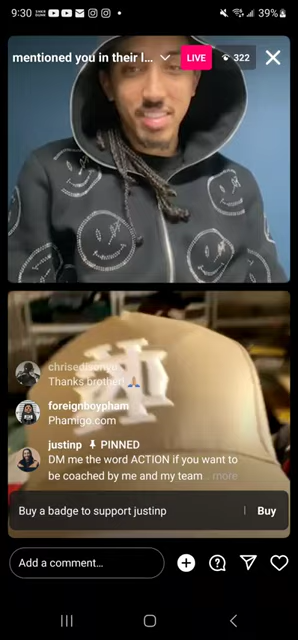 9:30
39%
mentioned you in their l...
LIVE
322
chrisedisonyo
Thanks brother! 🙏🏼
foreignboypham
Phamigo.com
justinp PINNED
DM me the word ACTION if you want to
be coached by me and my team... more
Buy a badge to support justinp
Buy
Add a comment...